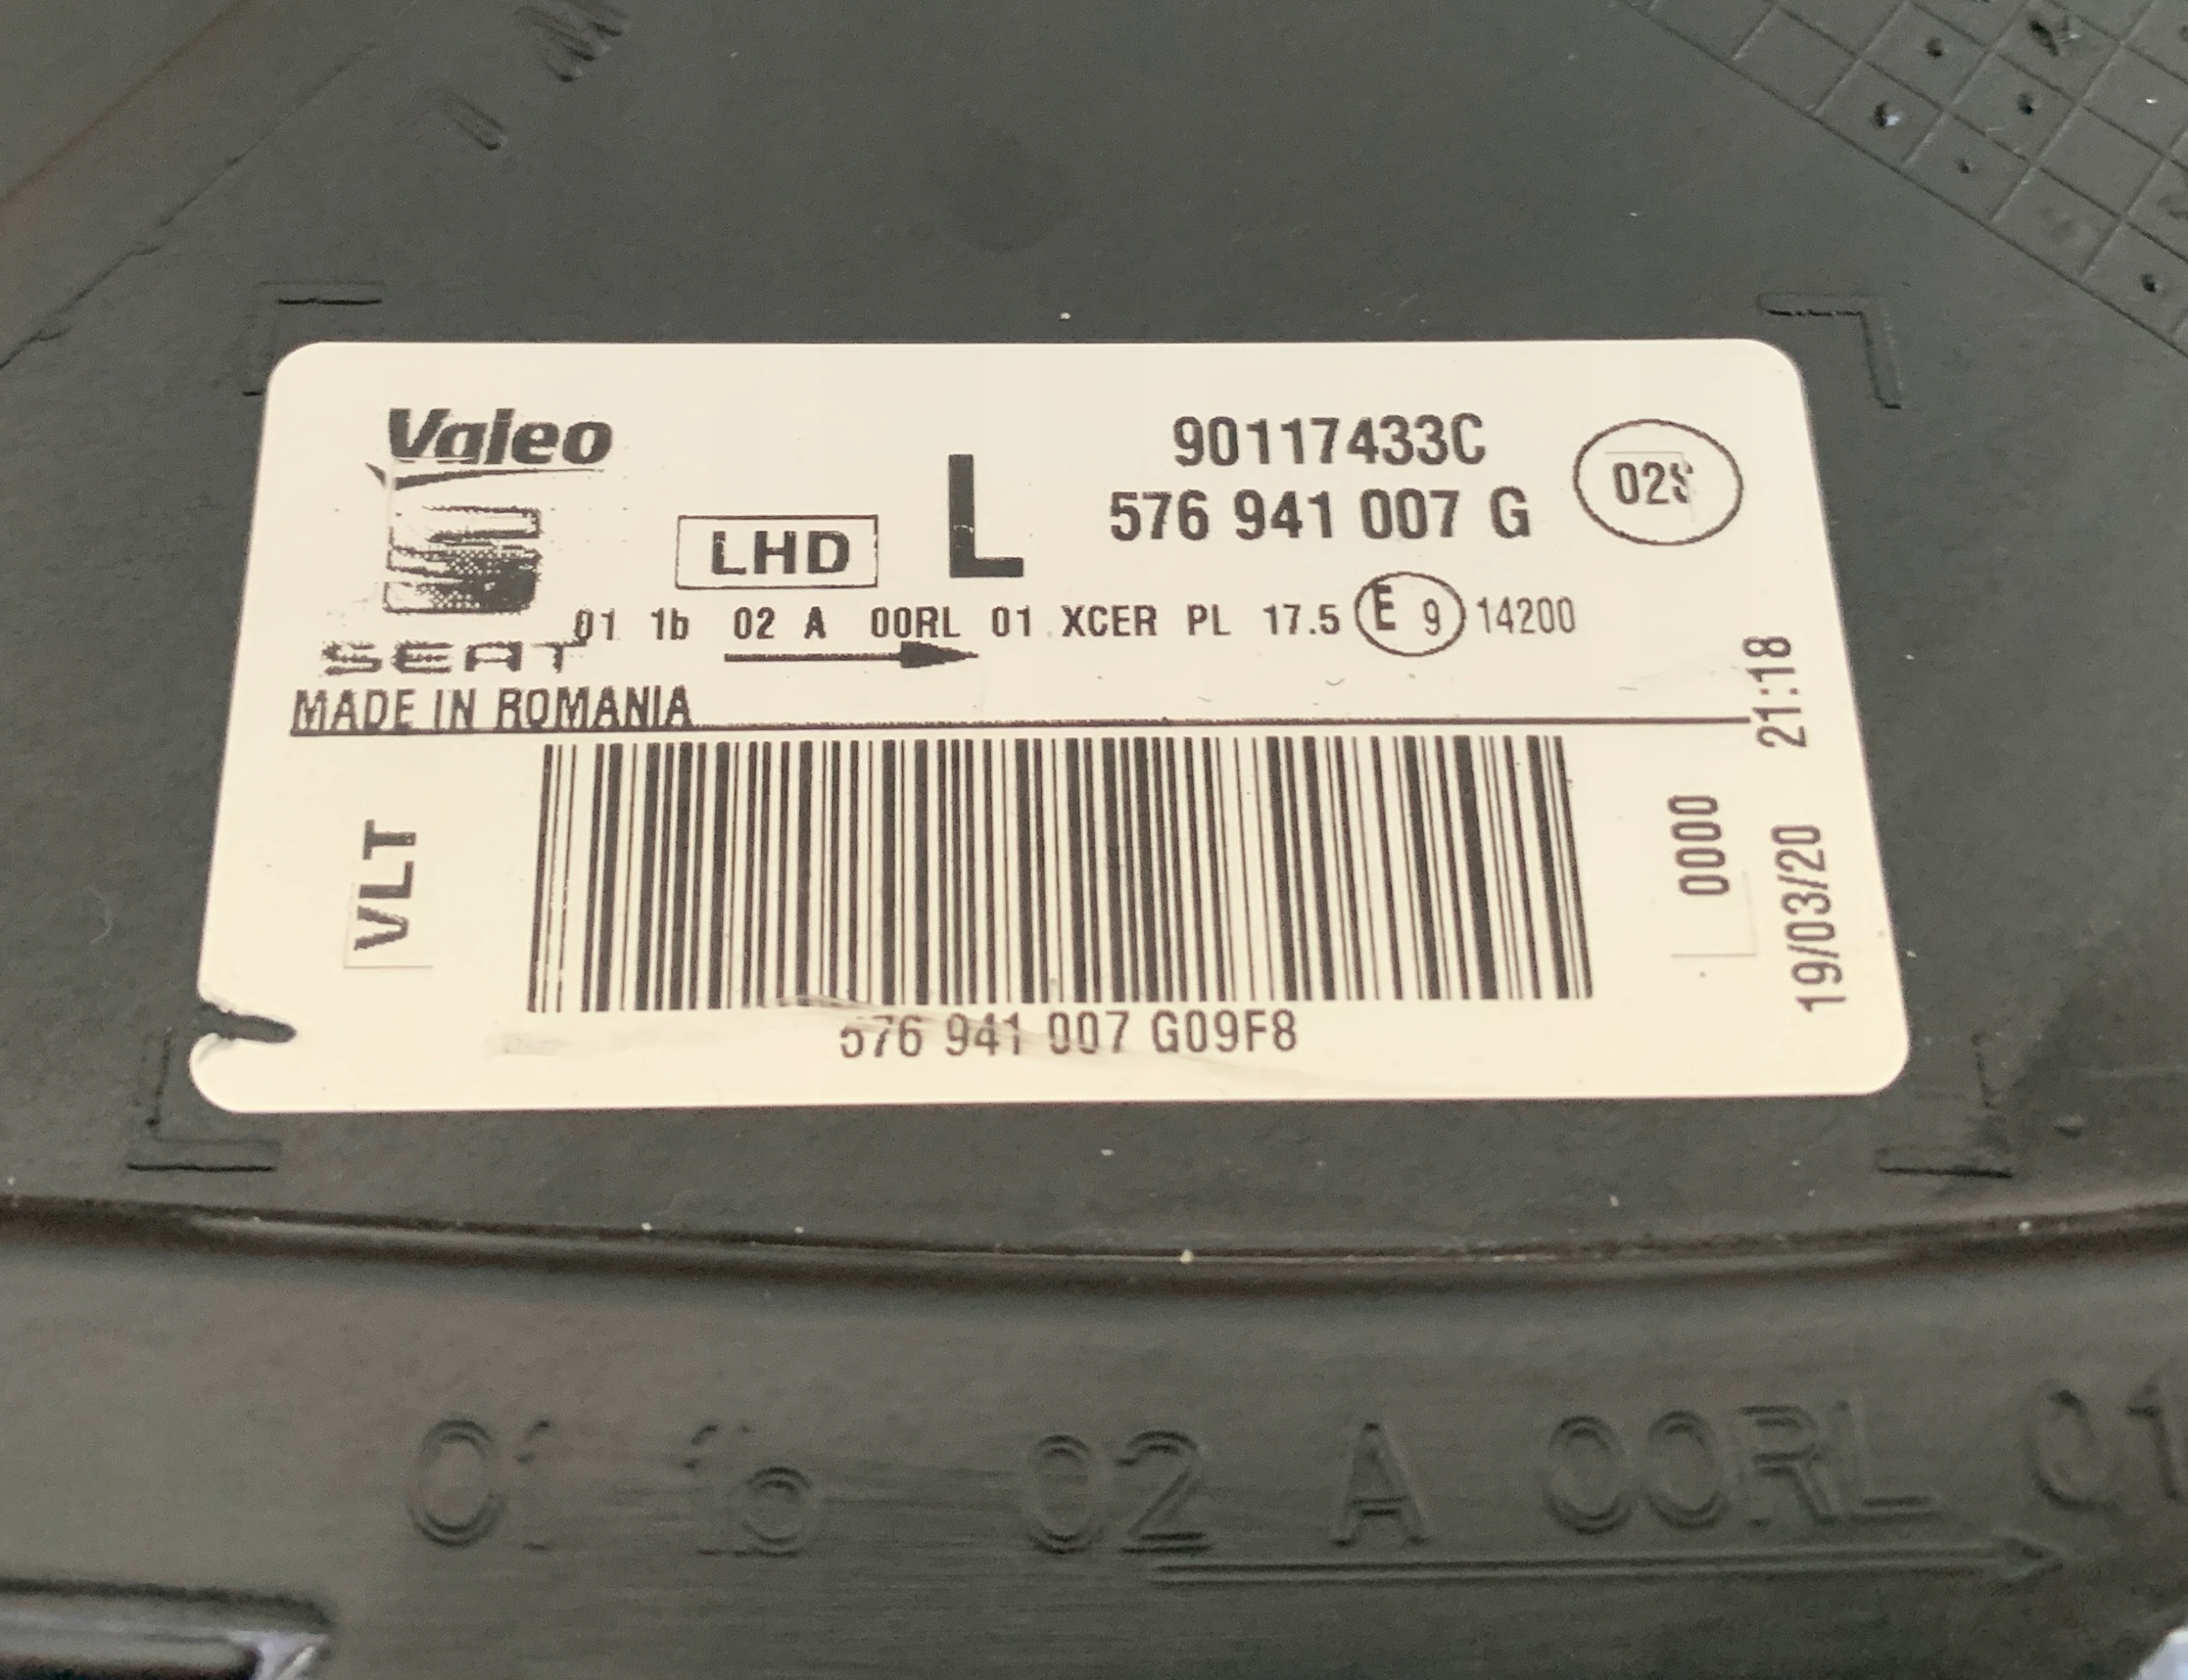 Valeo
90117433C
LHD L 576 941 007 G 02S
01 1b 02 A 00RL 01 XCER PL 17.5 E 9 14200
SEAT
MADE IN ROMANIA
VLT
0000
19/03/20 21:18
576 941 007 G09F8
01 1b 02 A 00RL 01